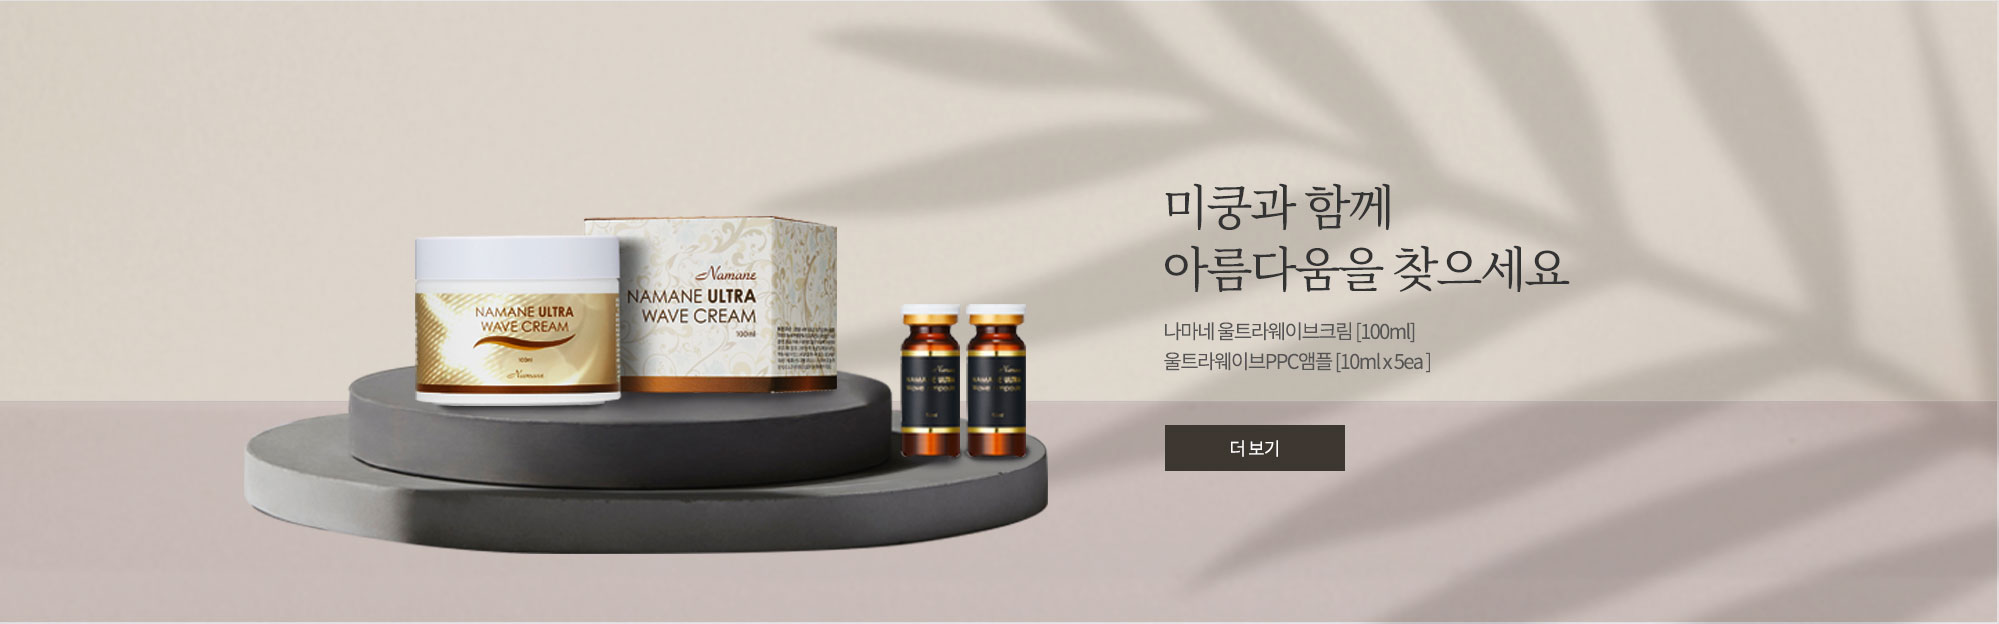 미쿵과 함께
아름다움을 찾으세요
나마네 울트라웨이브크림 [100ml]
울트라웨이브PPC앰플 [10ml x 5ea ]
더 보기
Namane
NAMANE ULTRA
WAVE CREAM
100ml
NAMANE ULTRA
WAVE CREAM
100ml
Namane